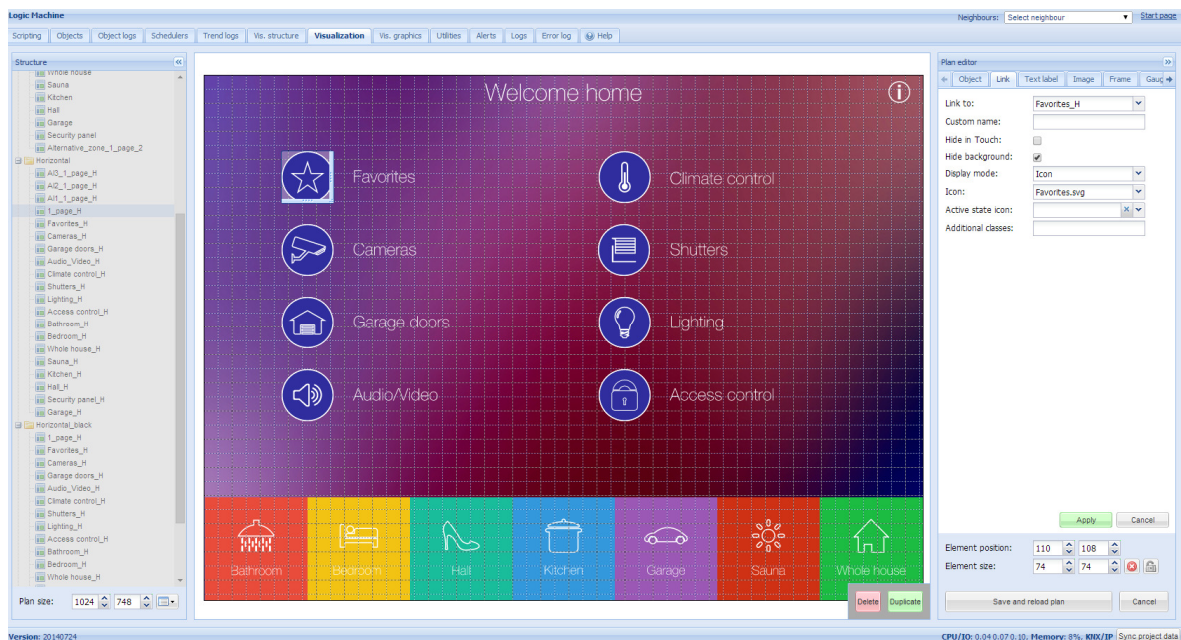 Logic Machine
Neighbours: Select neighbour Start page
Scripting Objects Object logs Schedulers Trend logs Vis. structure Visualization Vis. graphics Utilities Alerts Logs Error log Help
Structure
Whole house
Sauna
Kitchen
Hall
Garage
Security panel
Alternative_zone_1_page_2
Horizontal
Al3_1_page_H
Al2_1_page_H
Al1_1_page_H
1_page_H
Favorites_H
Cameras_H
Garage doors_H
Audio_Video_H
Climate control_H
Shutters_H
Lighting_H
Access control_H
Bathroom_H
Bedroom_H
Whole house_H
Sauna_H
Kitchen_H
Hall_H
Security panel_H
Garage_H
Horizontal_black
1_page_H
Favorites_H
Cameras_H
Garage doors_H
Audio_Video_H
Climate control_H
Shutters_H
Lighting_H
Access control_H
Bathroom_H
Bedroom_H
Whole house_H
Plan size: 1024 748
Welcome home
Favorites
Climate control
Cameras
Shutters
Garage doors
Lighting
Audio/Video
Access control
Bathroom
Bedroom
Hall
Kitchen
Garage
Sauna
Whole house
Delete Duplicate
Plan editor
Object Link Text label Image Frame Gaug
Link to: Favorites_H
Custom name:
Hide in Touch:
Hide background:
Display mode: Icon
Icon: Favorites.svg
Active state icon:
Additional classes:
Apply Cancel
Element position: 110 108
Element size: 74 74
Save and reload plan Cancel
Version: 20140724
CPU/IO: 0.04 0.07 0.10, Memory: 8%, KNX/IP Sync project data